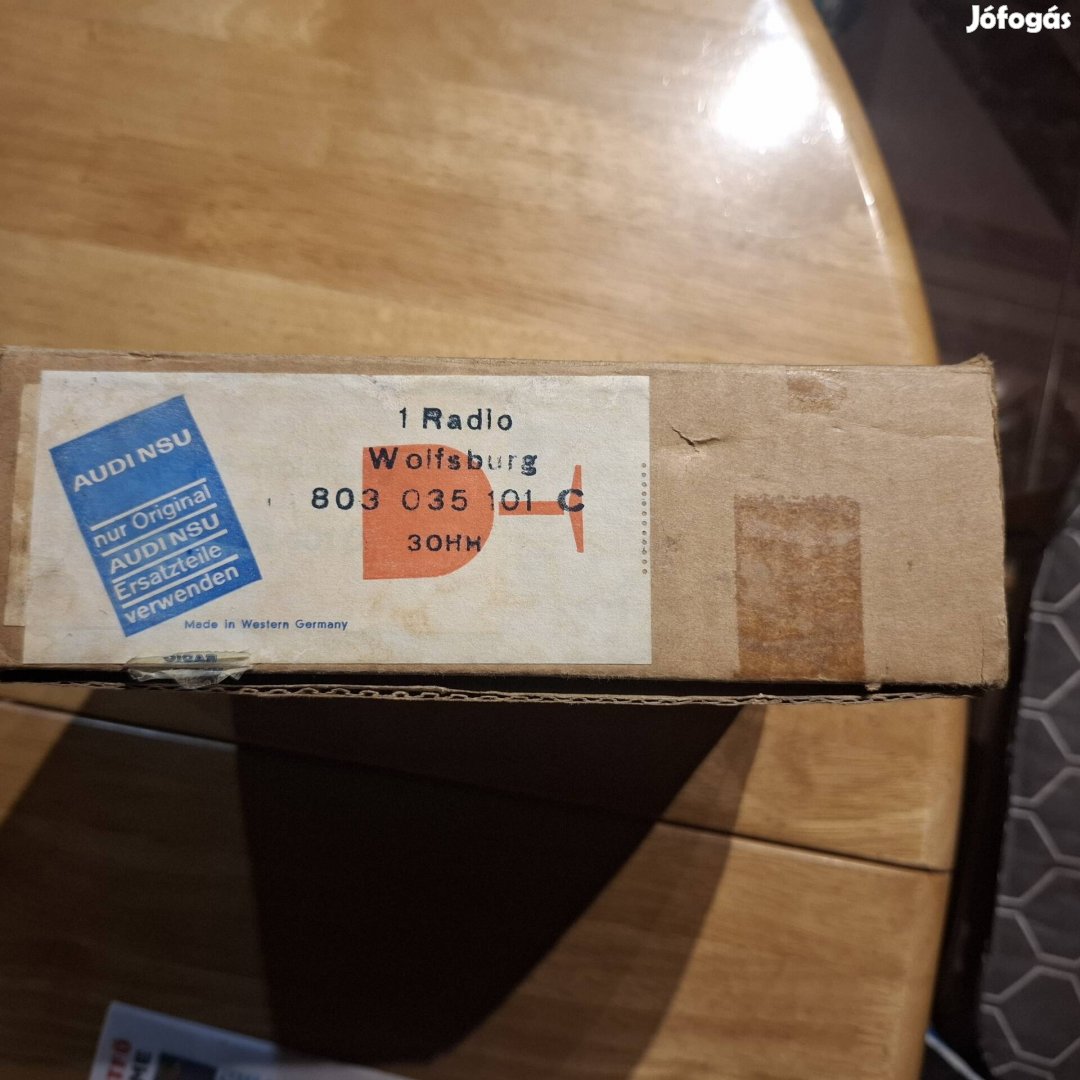 Jófogás
1 Radio
Wolfsburg
803 035 101 C
30HH
AUDI NSU
nur Original
AUDI NSU
Ersatzteile
verwenden
Made in Western Germany